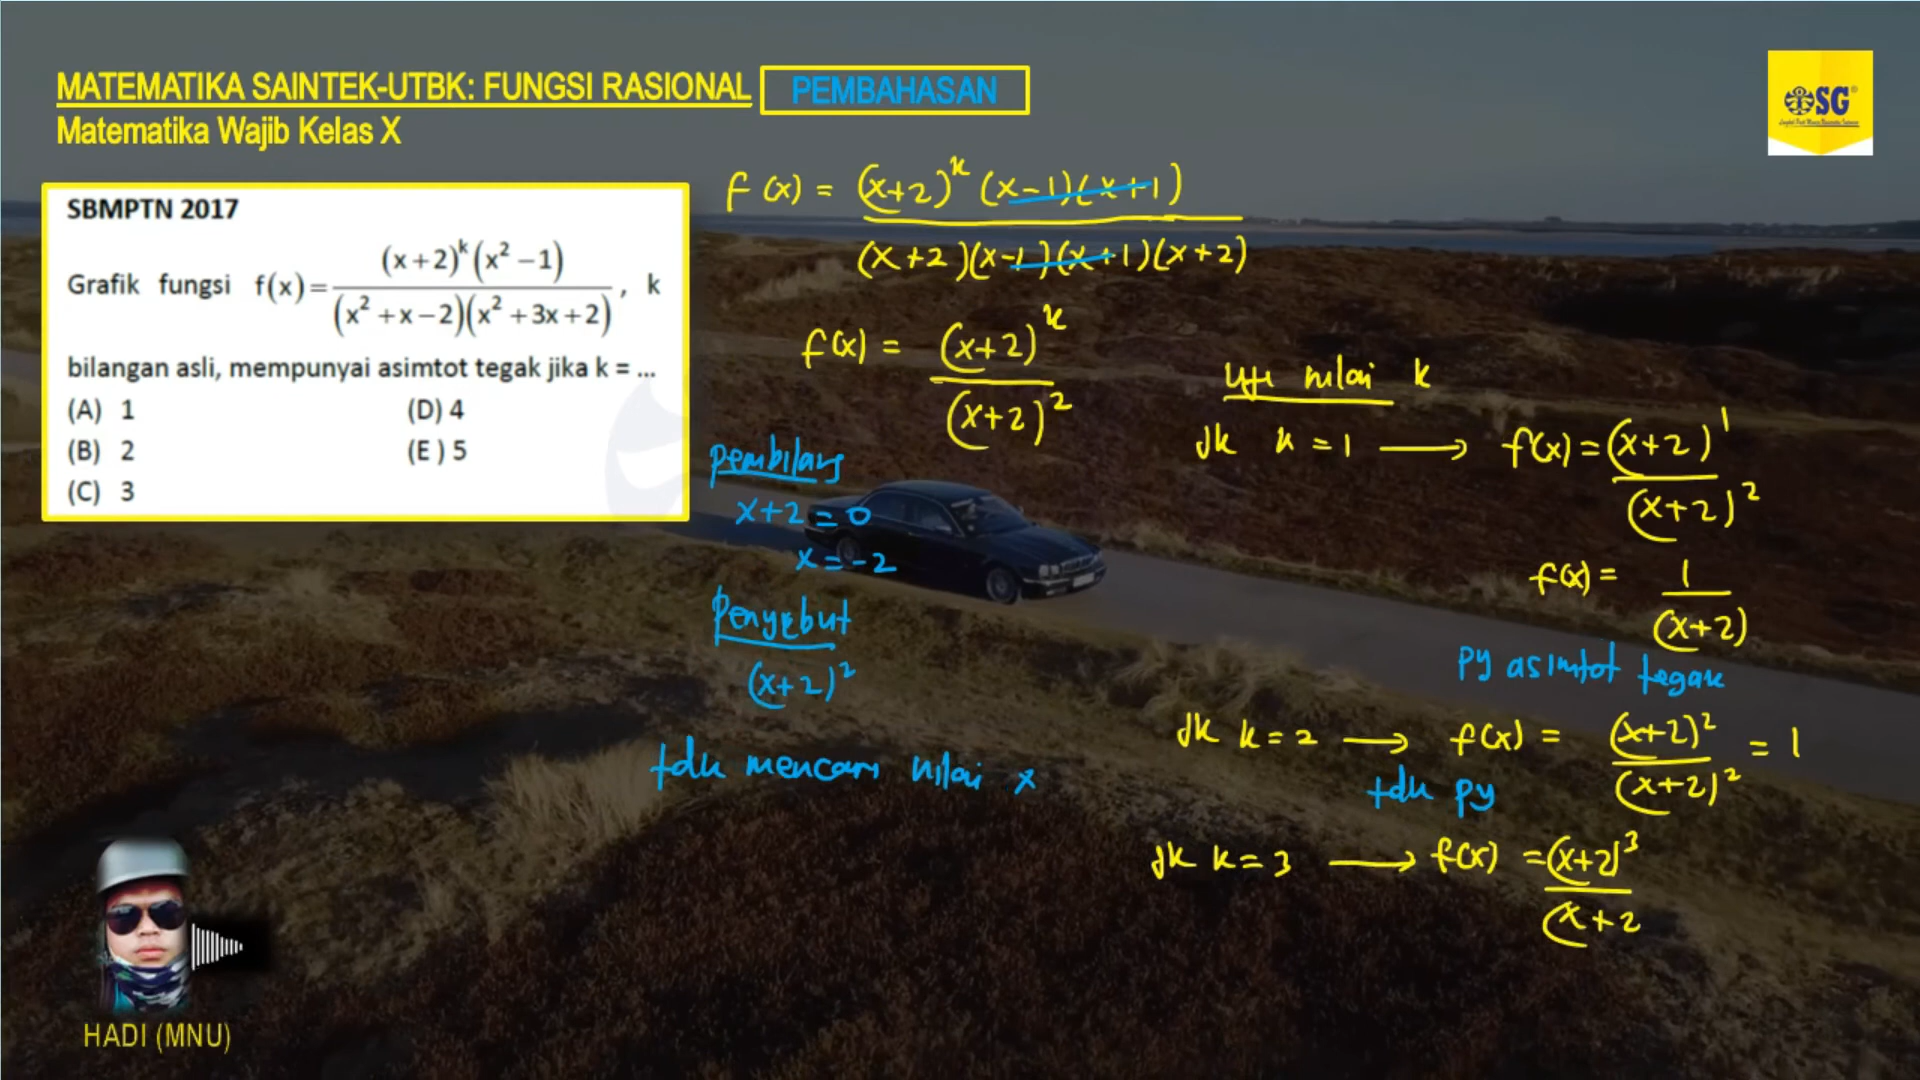 MATEMATIKA SAINTEK-UTBK: FUNGSI RASIONAL PEMBAHASAN
Matematika Wajib Kelas X
SG
SBMPTN 2017
Grafik fungsi f(x) = (x+2)^k (x² − 1) / (x² + x − 2)(x² + 3x + 2) , k
bilangan asli, mempunyai asimtot tegak jika k = ...
(A) 1 (D) 4
(B) 2 (E) 5
(C) 3
f(x) = (x+2)^k (x-1)(x+1) / (x+2)(x-1)(x+1)(x+2)
f(x) = (x+2)^k / (x+2)²
pembilang
x+2 = 0
x = -2
Penyebut
(x+2)²
tdk mencari nilai x
Uji nilai k
Jk k = 1 → f(x) = (x+2)^1 / (x+2)²
f(x) = 1 / (x+2)
py asimtot tegak
Jk k = 2 → f(x) = (x+2)² / (x+2)² = 1
tdk py
Jk k = 3 → f(x) = (x+2)³ / (x+2
HADI (MNU)